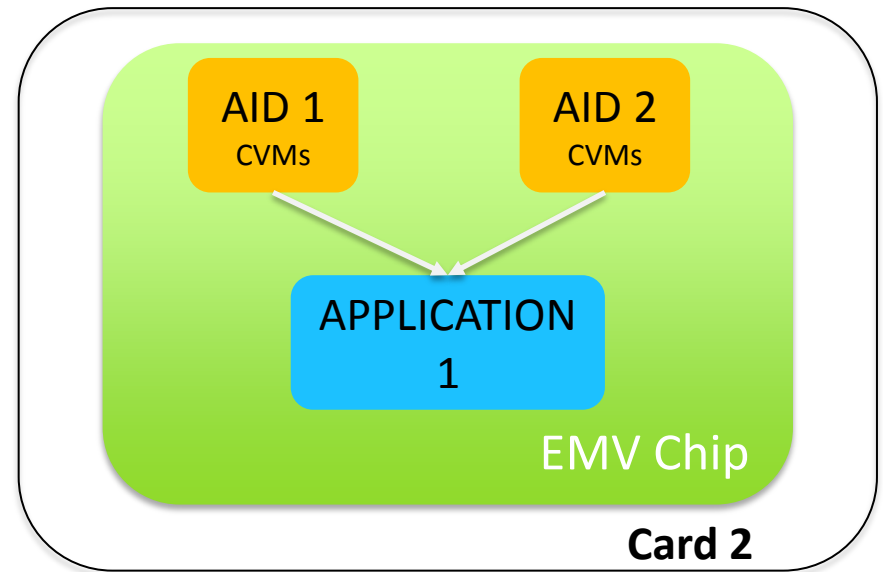 AID 1
CVMs
AID 2
CVMs
APPLICATION
1
EMV Chip
Card 2